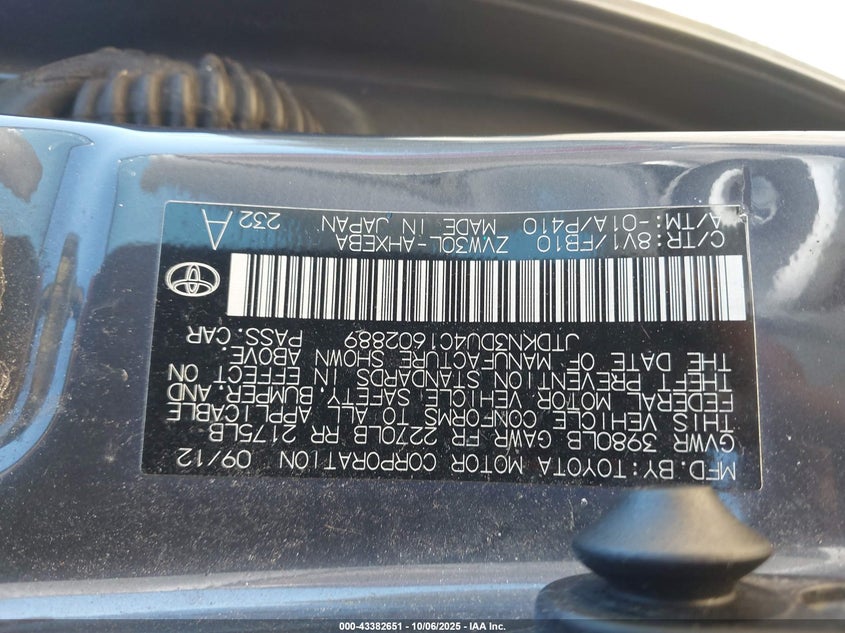 MFD.BY:TOYOTA MOTOR CORPORATION 09/12
GVWR 3980LB GAWR FR 2270LB RR 2175LB
THIS VEHICLE CONFORMS TO ALL APPLICABLE
FEDERAL MOTOR VEHICLE SAFETY, BUMPER, AND
THEFT PREVENTION STANDARDS IN EFFECT ON
THE DATE OF MANUFACTURE SHOWN ABOVE.
JTDKN3DU4C1602889 PASS.CAR
C/TR:8V1/FB10 ZVW30L-AHXEBA 232
A/TM:-01A/P410 MADE IN JAPAN A
000-43382651 - 10/06/2025 - IAA Inc.